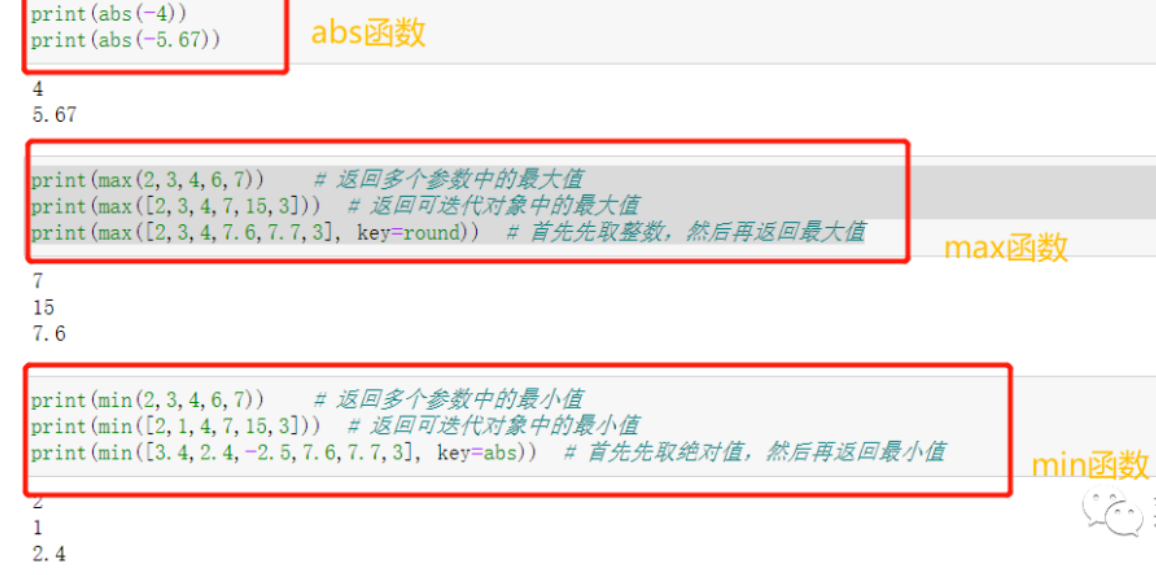 print(abs(-4))
print(abs(-5.67))
abs函数
4
5.67
print(max(2,3,4,6,7))    # 返回多个参数中的最大值
print(max([2,3,4,7,15,3]))  # 返回可迭代对象中的最大值
print(max([2,3,4,7.6,7.7,3], key=round))  # 首先先取整数，然后再返回最大值
max函数
7
15
7.6
print(min(2,3,4,6,7))    # 返回多个参数中的最小值
print(min([2,1,4,7,15,3]))  # 返回可迭代对象中的最小值
print(min([3.4,2.4,-2.5,7.6,7.7,3], key=abs))  # 首先先取绝对值，然后再返回最小值
min函数
2
1
2.4